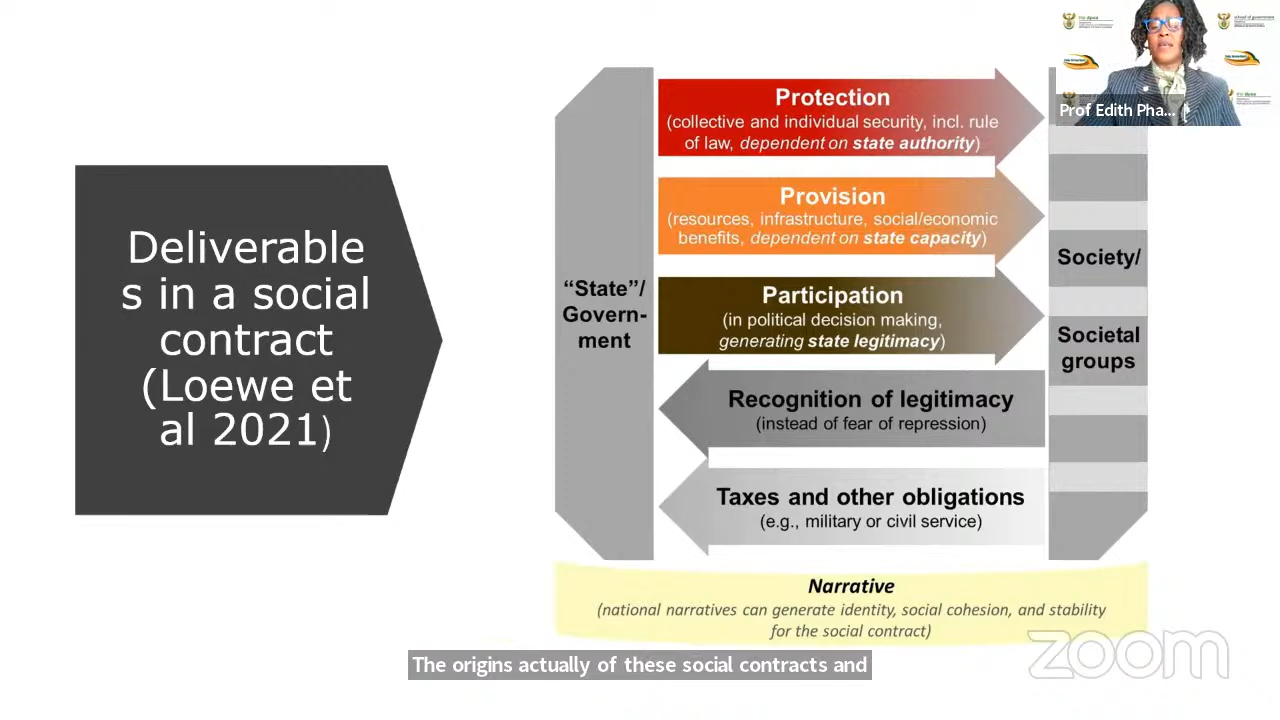 Deliverable
s in a social
contract
(Loewe et
al 2021)
“State”/
Govern-
ment
Protection
(collective and individual security, incl. rule
of law, dependent on state authority)
Provision
(resources, infrastructure, social/economic
benefits, dependent on state capacity)
Participation
(in political decision making,
generating state legitimacy)
Recognition of legitimacy
(instead of fear of repression)
Taxes and other obligations
(e.g., military or civil service)
Society/
Societal
groups
Narrative
(national narratives can generate identity, social cohesion, and stability
for the social contract)
Prof Edith Pha...
The origins actually of these social contracts and
zoom